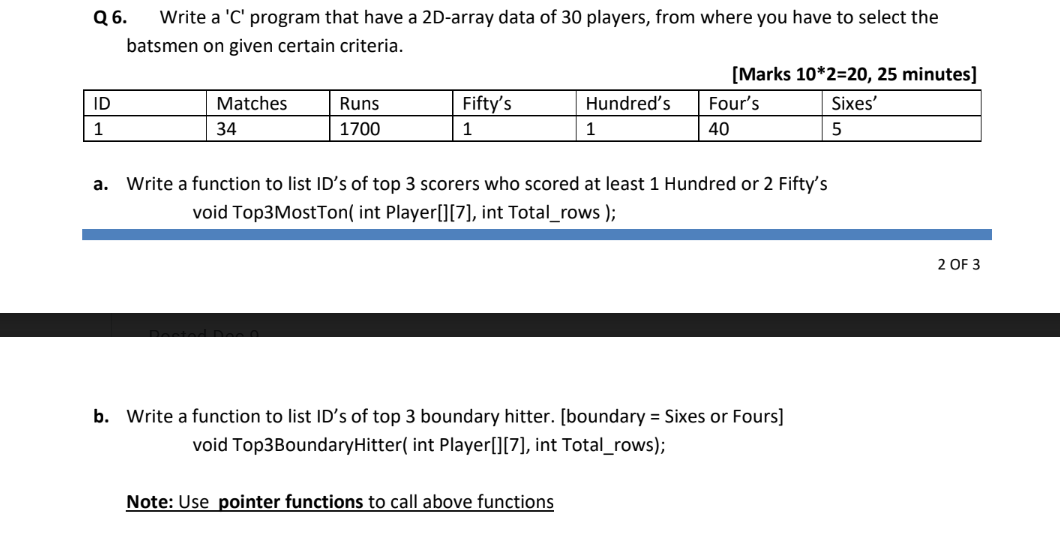 Q 6. Write a 'C' program that have a 2D-array data of 30 players, from where you have to select the
batsmen on given certain criteria.
[Marks 10*2=20, 25 minutes]
ID Matches Runs Fifty’s Hundred’s Four’s Sixes’
1 34 1700 1 1 40 5
a. Write a function to list ID’s of top 3 scorers who scored at least 1 Hundred or 2 Fifty’s
void Top3MostTon( int Player[][7], int Total_rows );
2 OF 3
Posted Dec 9
b. Write a function to list ID’s of top 3 boundary hitter. [boundary = Sixes or Fours]
void Top3BoundaryHitter( int Player[][7], int Total_rows);
Note: Use pointer functions to call above functions